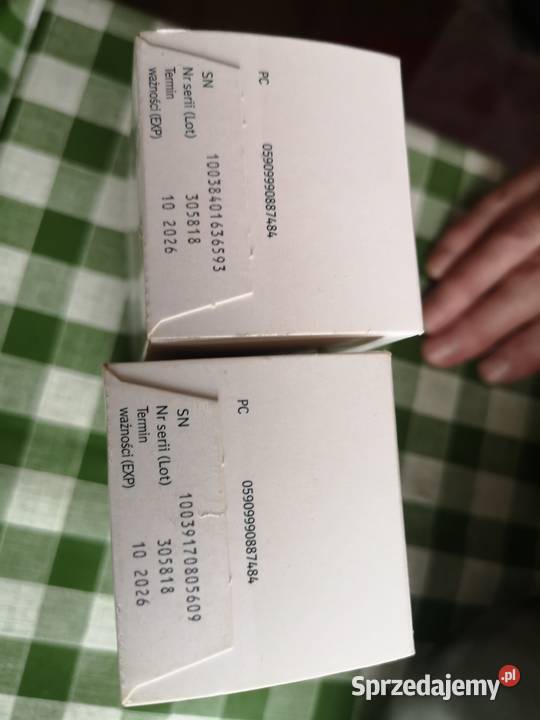 PC 05909990887484
SN 10038401636593
Nr serii (Lot) 305818
Termin 10 2026
ważności (EXP)
PC 05909990887484
SN 10039170805609
Nr serii (Lot) 305818
Termin 10 2026
ważności (EXP)
Sprzedajemy.pl